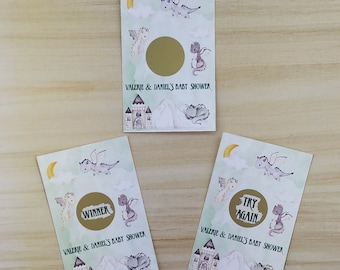 VALERIE & DANIEL'S BABY SHOWER
WINNER
VALERIE & DANIEL'S BABY SHOWER
TRY
AGAIN
VALERIE & DANIEL'S BABY SHOWER